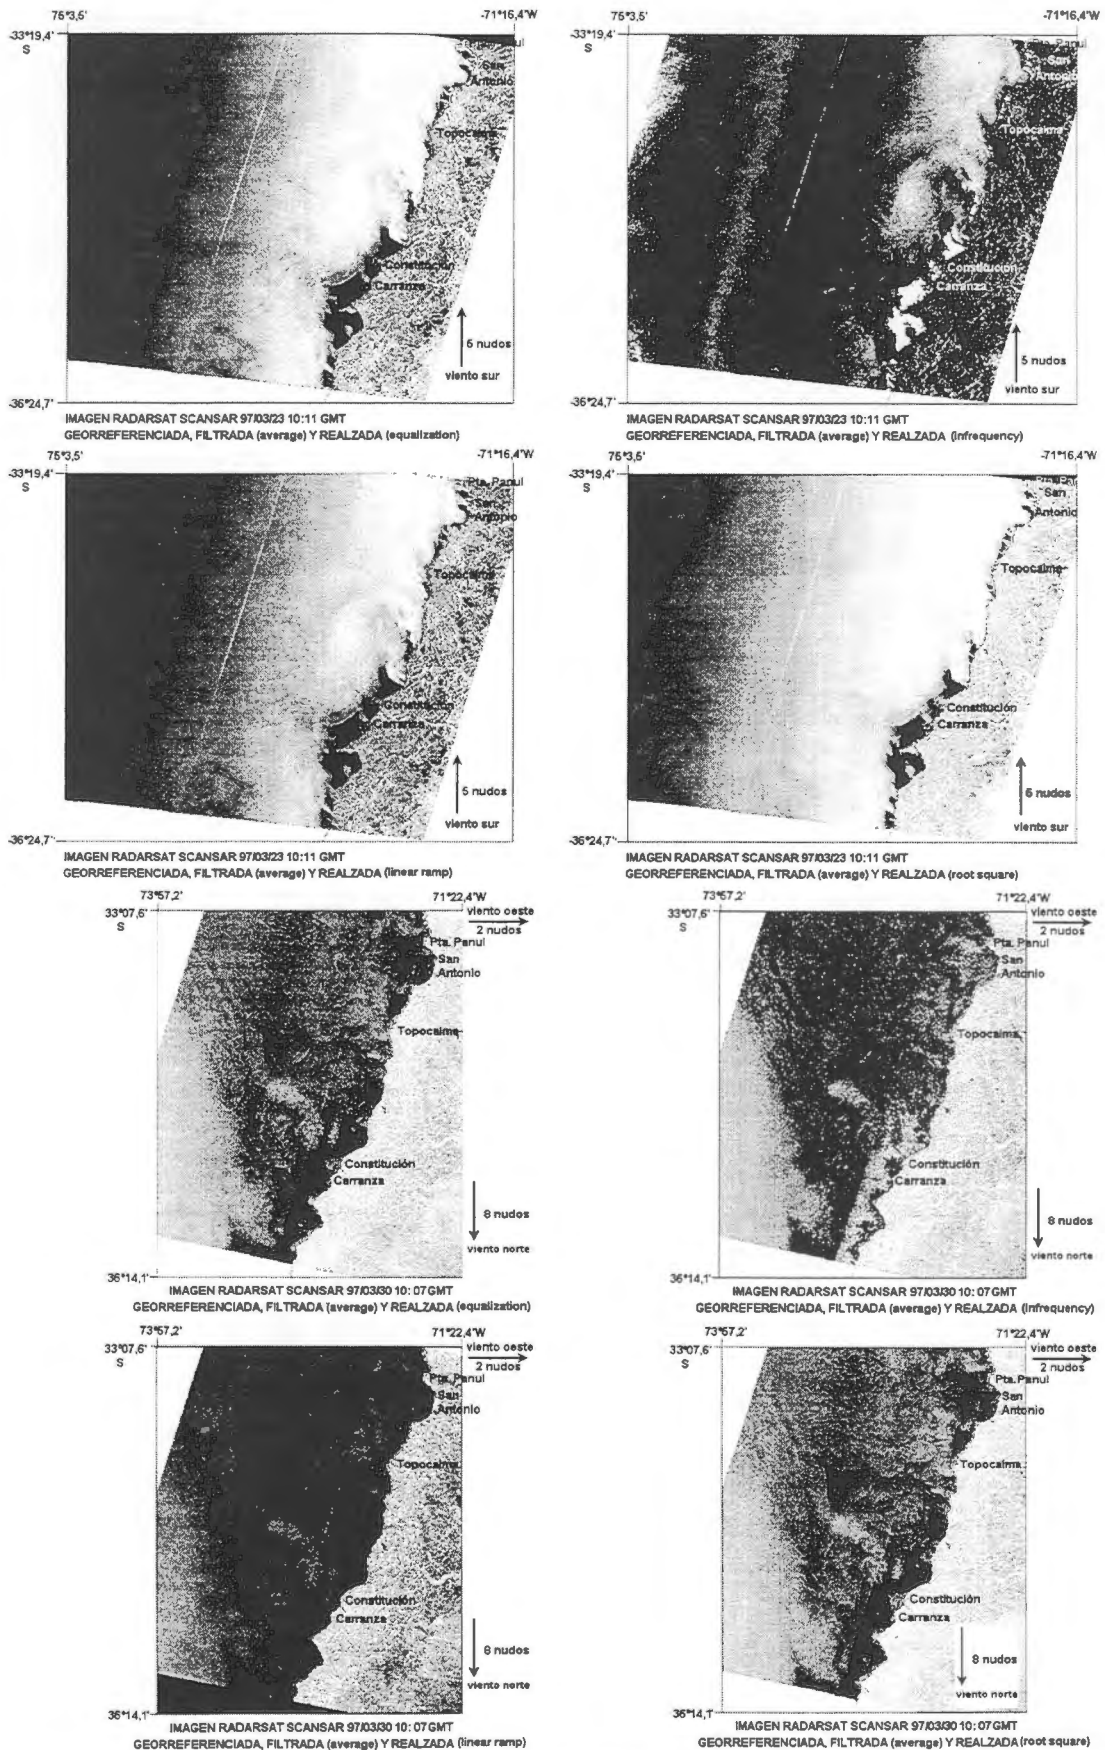 76°3,5'
-71°16,4'W
-33°19,4'
S
Pta. Panul
San
Antonio
Topocalma
Constitución
Carranza
5 nudos
viento sur
-36°24,7'
IMAGEN RADARSAT SCANSAR 97/03/23 10:11 GMT
GEORREFERENCIADA, FILTRADA (average) Y REALZADA (equalization)
76°3,5'
-71°16,4'W
-33°19,4'
S
Pta. Panul
San
Antonio
Topocalma
Constitución
Carranza
5 nudos
viento sur
-36°24,7'
IMAGEN RADARSAT SCANSAR 97/03/23 10:11 GMT
GEORREFERENCIADA, FILTRADA (average) Y REALZADA (infrequency)
76°3,5'
-71°16,4'W
-33°19,4'
S
Pta. Panul
San
Antonio
Topocalma
Constitución
Carranza
5 nudos
viento sur
-36°24,7'
IMAGEN RADARSAT SCANSAR 97/03/23 10:11 GMT
GEORREFERENCIADA, FILTRADA (average) Y REALZADA (linear ramp)
76°3,5'
-71°16,4'W
-33°19,4'
S
San
Antonio
Topocalma
Constitución
Carranza
5 nudos
viento sur
-36°24,7'
IMAGEN RADARSAT SCANSAR 97/03/23 10:11 GMT
GEORREFERENCIADA, FILTRADA (average) Y REALZADA (root square)
73°57,2'
71°22,4'W
33°07,6'
S
viento oeste
2 nudos
Pta. Panul
San
Antonio
Topocalma
Constitución
Carranza
8 nudos
viento norte
36°14,1'
IMAGEN RADARSAT SCANSAR 97/03/30 10: 07 GMT
GEORREFERENCIADA, FILTRADA (average) Y REALZADA (equalization)
73°57,2'
71°22,4'W
33°07,6'
S
viento oeste
2 nudos
Pta. Panul
San
Antonio
Topocalma
Constitución
Carranza
8 nudos
viento norte
36°14,1'
IMAGEN RADARSAT SCANSAR 97/03/30 10: 07 GMT
GEORREFERENCIADA, FILTRADA (average) Y REALZADA (infrequency)
73°57,2'
71°22,4'W
33°07,6'
S
viento oeste
2 nudos
Pta. Panul
San
Antonio
Topocalma
Constitución
Carranza
8 nudos
viento norte
36°14,1'
IMAGEN RADARSAT SCANSAR 97/03/30 10: 07 GMT
GEORREFERENCIADA, FILTRADA (average) Y REALZADA (linear ramp)
73°57,2'
71°22,4'W
33°07,6'
S
viento oeste
2 nudos
Pta. Panul
San
Antonio
Topocalma
Constitución
Carranza
8 nudos
viento norte
36°14,1'
IMAGEN RADARSAT SCANSAR 97/03/30 10: 07 GMT
GEORREFERENCIADA, FILTRADA (average) Y REALZADA (root square)